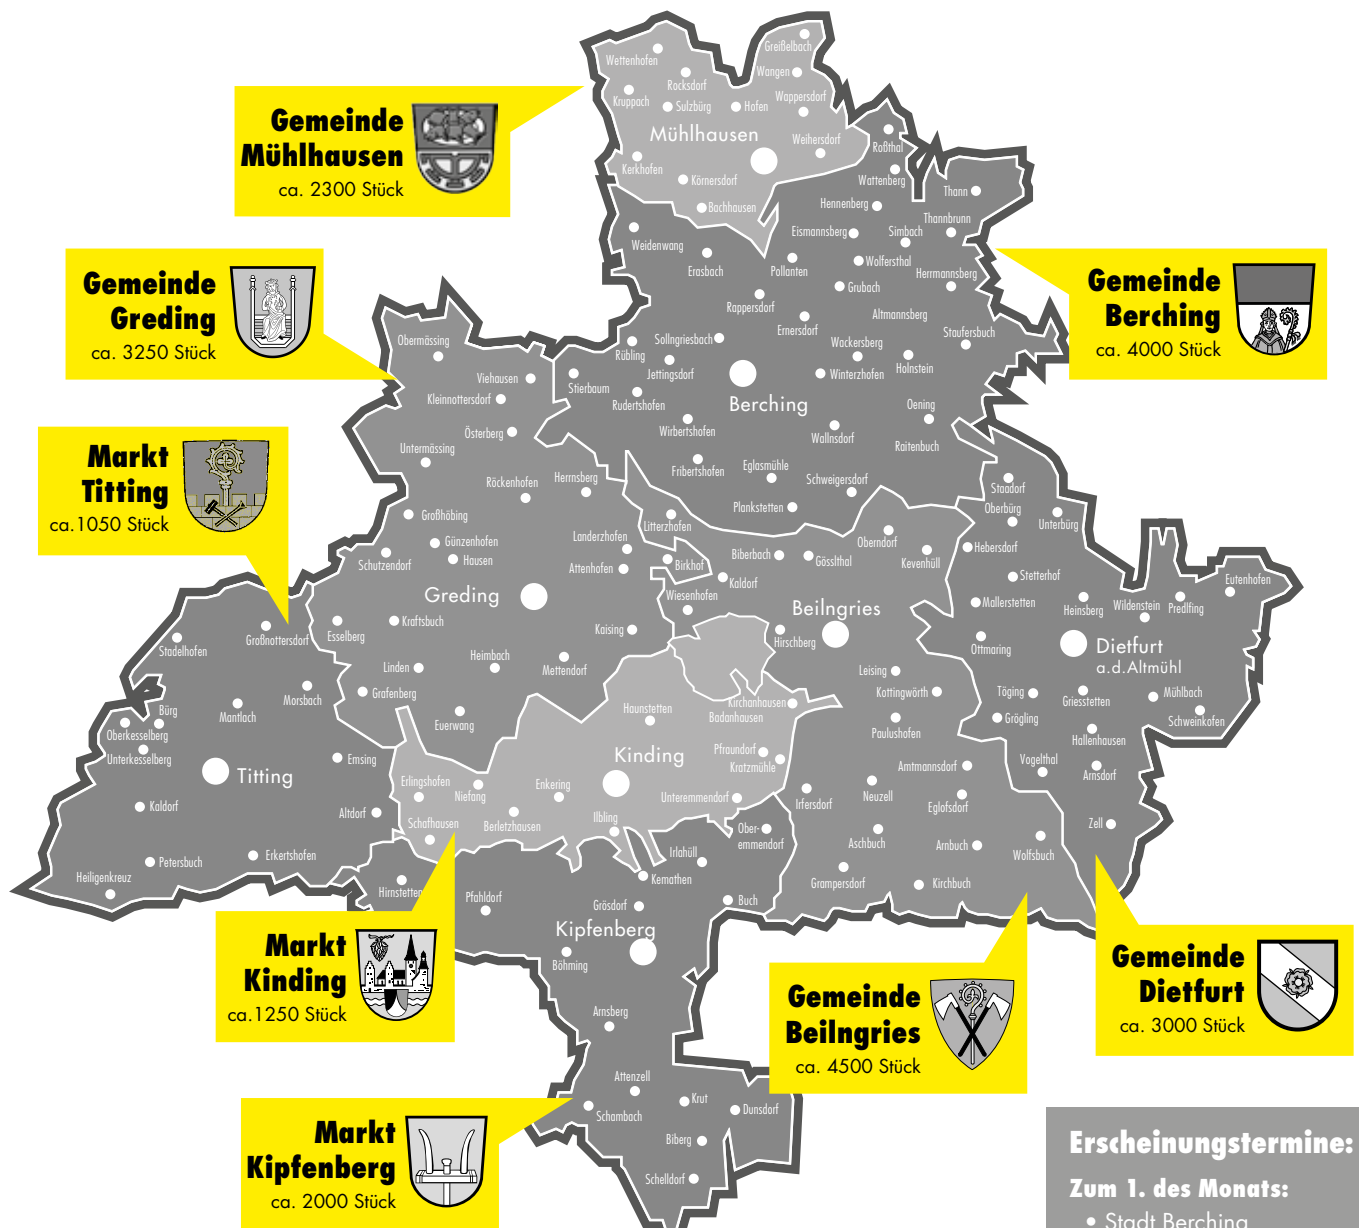 Greißelbach
Wettenhofen
Wangen
Rocksdorf
Kruppach
Sulzbürg
Hofen
Wappersdorf
Gemeinde
Mühlhausen
ca. 2300 Stück
Mühlhausen
Weihersdorf
Roßthal
Kerkhofen
Körnersdorf
Wattenberg
Thann
Bachhausen
Hennenberg
Thannbrunn
Weidenwang
Eismannsberg
Simbach
Erasbach
Pollanten
Wolfersthal
Herrmannsberg
Grubach
Gemeinde
Greding
ca. 3250 Stück
Gemeinde
Berching
ca. 4000 Stück
Rappersdorf
Altmannsberg
Ernersdorf
Staufersbuch
Obermässing
Sollngriesbach
Wackersberg
Rübling
Holnstein
Jettingsdorf
Winterzhofen
Viehausen
Stierbaum
Kleinnottersdorf
Rudertshofen
Berching
Oening
Österberg
Wirbertshofen
Wallnsdorf
Raitenbuch
Markt
Titting
ca.1050 Stück
Untermässing
Fribertshofen
Eglasmühle
Röckenhofen
Herrnsberg
Schweigersdorf
Staadorf
Plankstetten
Oberbürg
Großhöbing
Litterzhofen
Unterbürg
Günzenhofen
Landerzhofen
Oberndorf
Hebersdorf
Hausen
Biberbach
Gösslthal
Kevenhüll
Schutzendorf
Attenhofen
Birkhof
Kaldorf
Stetterhof
Eutenhofen
Greding
Wiesenhofen
Beilngries
Mallerstetten
Heinsberg
Wildenstein
Predlfing
Kraftsbuch
Großnottersdorf
Esselberg
Kaising
Hirschberg
Ottmaring
Dietfurt
a.d.Altmühl
Stadelhofen
Heimbach
Mettendorf
Linden
Leising
Grafenberg
Kottingwörth
Töging
Griesstetten
Mühlbach
Morsbach
Kirchanhausen
Badanhausen
Haunstetten
Mantlach
Bürg
Euerwang
Grögling
Schweinkofen
Oberkesselberg
Paulushofen
Hallenhausen
Unterkesselberg
Emsing
Kinding
Pfraundorf
Kratzmühle
Amtmannsdorf
Vogelthal
Arnsdorf
Titting
Erlingshofen
Niefang
Enkering
Unteremmendorf
Irfersdorf
Neuzell
Eglofsdorf
Kaldorf
Altdorf
Schafhausen
Berletzhausen
Ilbling
Ober-
emmendorf
Zell
Aschbuch
Arnbuch
Wolfsbuch
Petersbuch
Erkertshofen
Irlahüll
Heiligenkreuz
Hirnstetten
Kemathen
Grampersdorf
Kirchbuch
Pfahldorf
Grösdorf
Buch
Kipfenberg
Böhming
Markt
Kinding
ca.1250 Stück
Gemeinde
Beilngries
ca. 4500 Stück
Gemeinde
Dietfurt
ca. 3000 Stück
Arnsberg
Attenzell
Schambach
Krut
Dunsdorf
Biberg
Schelldorf
Markt
Kipfenberg
ca. 2000 Stück
Erscheinungstermine:
Zum 1. des Monats:
• Stadt Berching